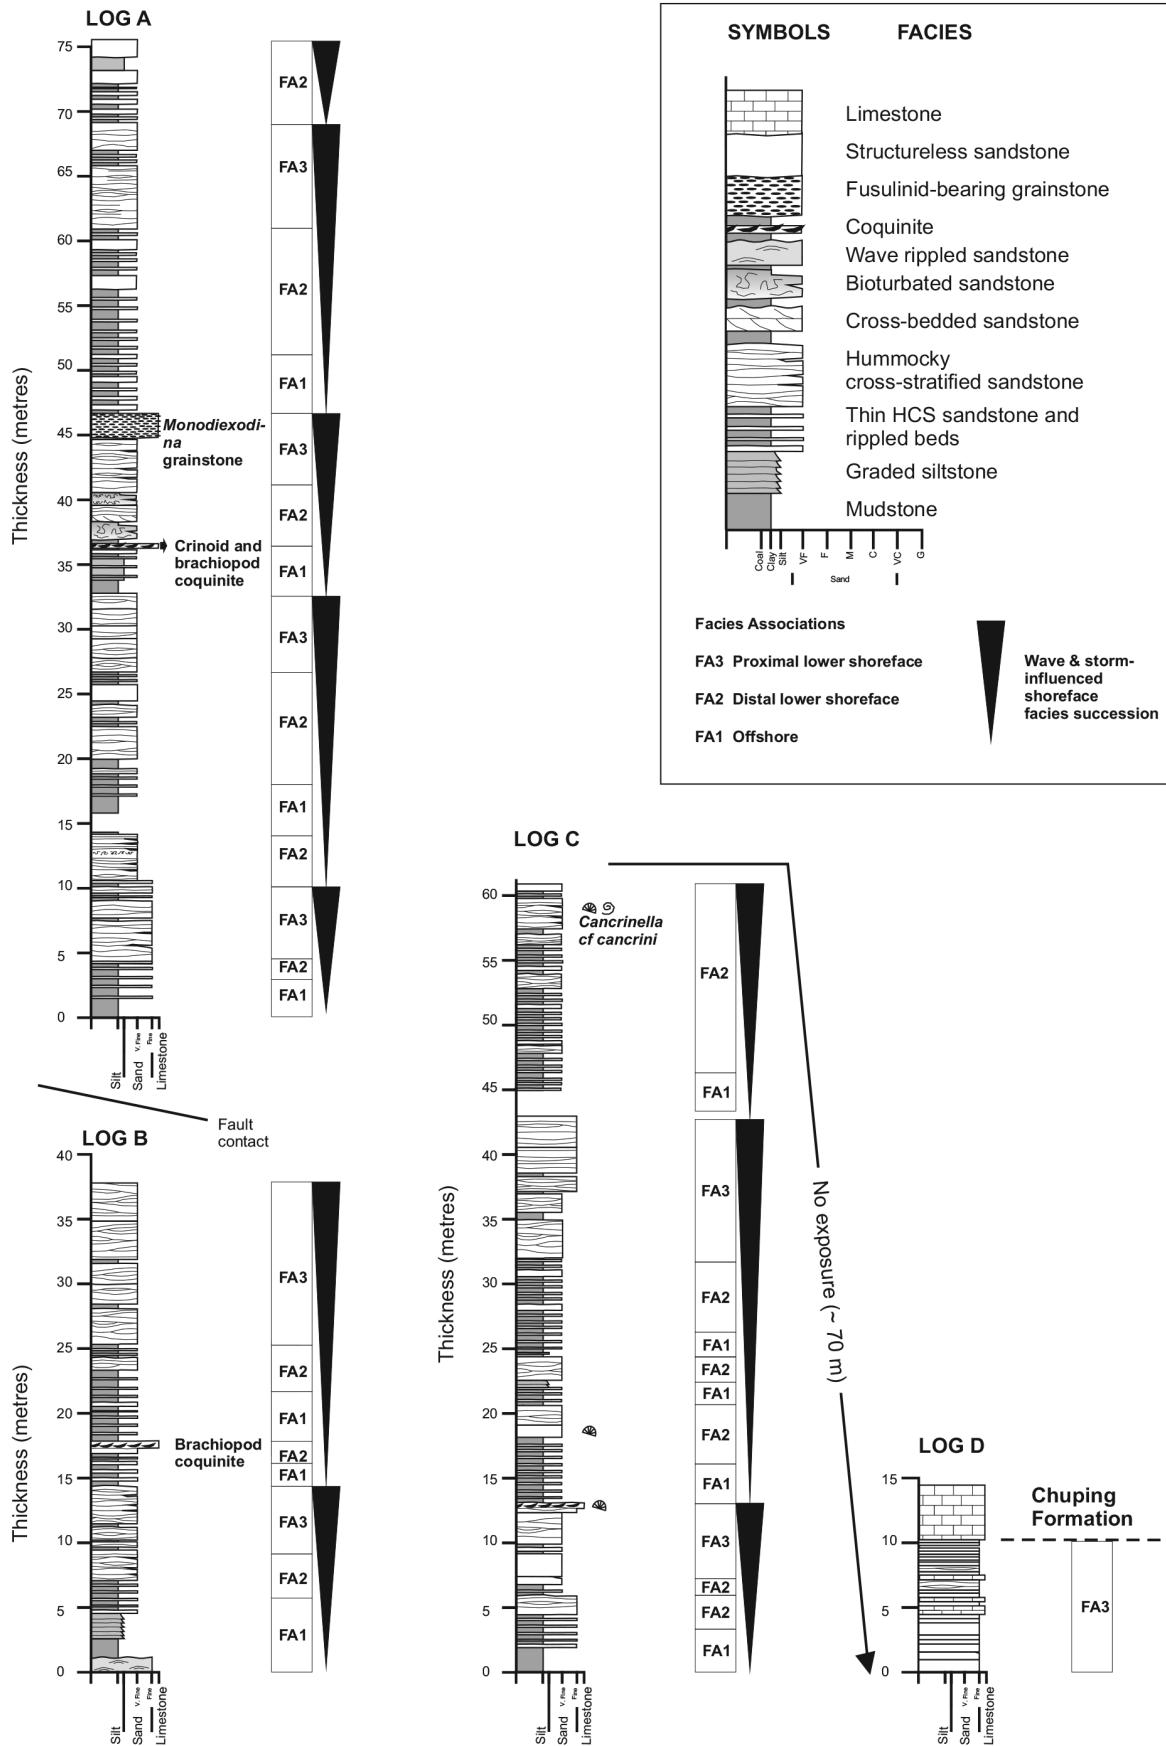 LOG A
75
70
65
60
55
50
45
40
35
30
25
20
15
10
5
0
Thickness (metres)
FA2
FA3
FA2
FA1
FA3
FA2
FA1
FA3
FA2
FA1
FA2
FA3
FA2
FA1
Monodiexodi-
na
grainstone
Crinoid and
brachiopod
coquinite
Silt
Sand
V. Fine
Fine
Limestone
Fault
contact
SYMBOLS FACIES
Limestone
Structureless sandstone
Fusulinid-bearing grainstone
Coquinite
Wave rippled sandstone
Bioturbated sandstone
Cross-bedded sandstone
Hummocky
cross-stratified sandstone
Thin HCS sandstone and
rippled beds
Graded siltstone
Mudstone
Coal
Clay
Silt
VF
F
M
C
VC
G
Sand
Facies Associations
FA3 Proximal lower shoreface
FA2 Distal lower shoreface
FA1 Offshore
Wave & storm-
influenced
shoreface
facies succession
LOG B
40
35
30
25
20
15
10
5
0
Thickness (metres)
FA3
FA2
FA1
FA2
FA1
FA3
FA2
FA1
Brachiopod
coquinite
Silt
Sand
V. Fine
Fine
Limestone
LOG C
60
55
50
45
40
35
30
25
20
15
10
5
0
Thickness (metres)
Cancrinella
cf cancrini
FA2
FA1
FA3
FA2
FA1
FA2
FA1
FA2
FA1
FA3
FA2
FA2
FA1
Silt
Sand
V. Fine
Fine
Limestone
No exposure (~ 70 m)
LOG D
15
10
5
0
Chuping
Formation
FA3
Silt
Sand
V. Fine
Fine
Limestone